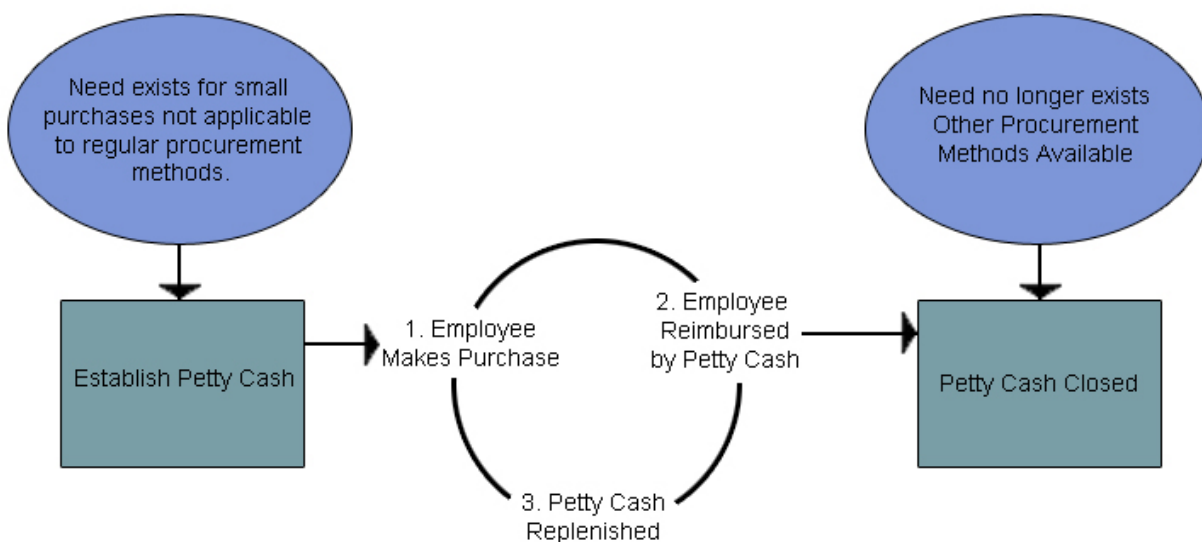 Need exists for small
purchases not applicable
to regular procurement
methods.
Establish Petty Cash
1. Employee
Makes Purchase
2. Employee
Reimbursed
by Petty Cash
3. Petty Cash
Replenished
Need no longer exists
Other Procurement
Methods Available
Petty Cash Closed